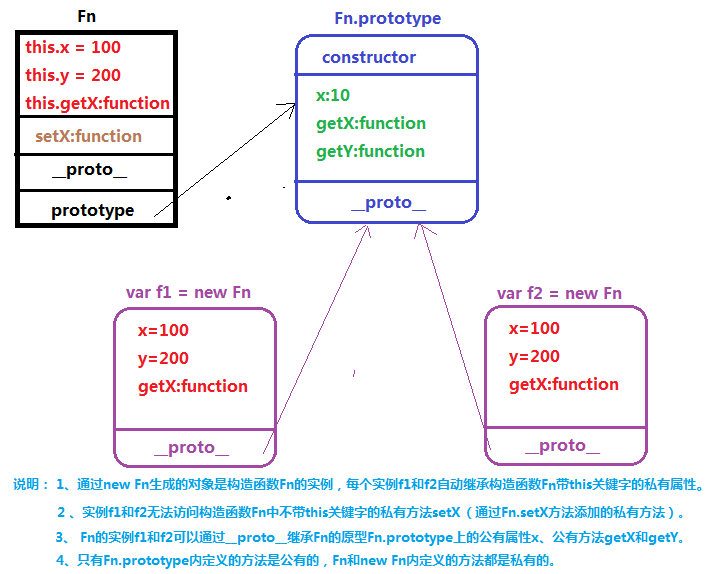 Fn
this.x = 100
this.y = 200
this.getX:function
setX:function
__proto__
prototype
Fn.prototype
constructor
x:10
getX:function
getY:function
__proto__
var f1 = new Fn
x=100
y=200
getX:function
__proto__
var f2 = new Fn
x=100
y=200
getX:function
__proto__
说明： 1、通过new Fn生成的对象是构造函数Fn的实例，每个实例f1和f2自动继承构造函数Fn带this关键字的私有属性。
2 、实例f1和f2无法访问构造函数Fn中不带this关键字的私有方法setX（通过Fn.setX方法添加的私有方法）。
3、 Fn的实例f1和f2可以通过__proto__继承Fn的原型Fn.prototype上的公有属性x、公有方法getX和getY。
4、只有Fn.prototype内定义的方法是公有的，Fn和new Fn内定义的方法都是私有的。